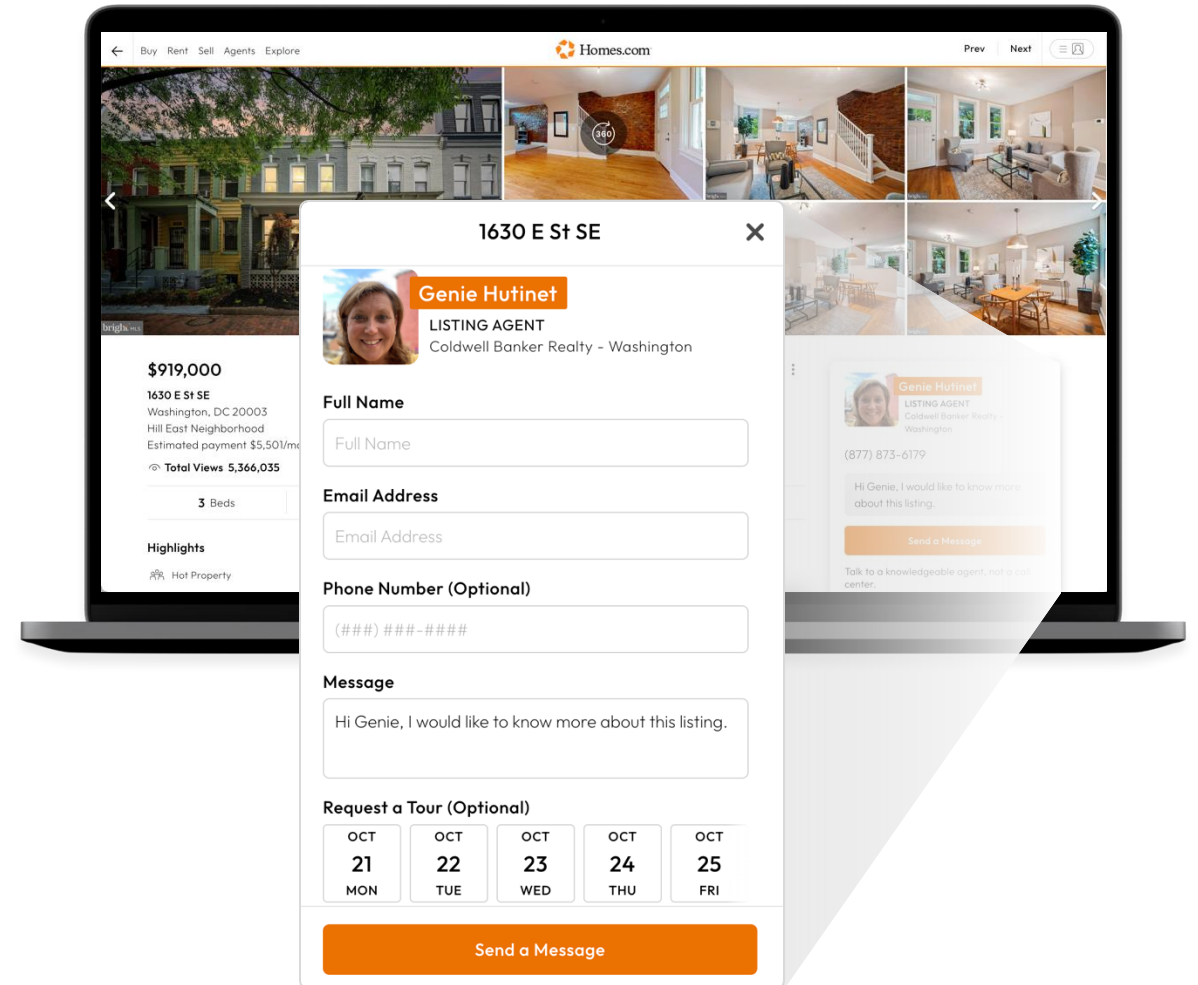 Buy Rent Sell Agents Explore
Homes.com
Prev Next
360
bright MLS
$919,000
1630 E St SE
Washington, DC 20003
Hill East Neighborhood
Estimated payment $5,501/mo
Total Views 5,366,035
3 Beds
Highlights
Hot Property
1630 E St SE
Genie Hutinet
LISTING AGENT
Coldwell Banker Realty - Washington
Full Name
Full Name
Email Address
Email Address
Phone Number (Optional)
(###) ###-####
Message
Hi Genie, I would like to know more about this listing.
Request a Tour (Optional)
OCT OCT OCT OCT OCT
21 22 23 24 25
MON TUE WED THU FRI
Send a Message
Genie Hutinet
LISTING AGENT
Coldwell Banker Realty -
Washington
(877) 873-6179
Hi Genie, I would like to know more
about this listing.
Send a Message
Talk to a knowledgeable agent, not a call
center.